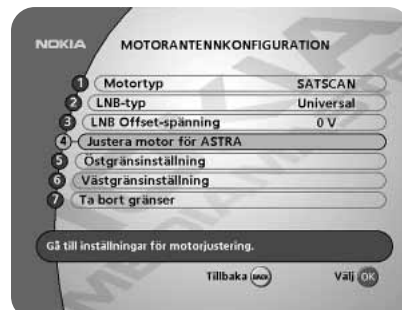 NOKIA
MOTORANTENNKONFIGURATION
1 Motortyp SATSCAN
2 LNB-typ Universal
3 LNB Offset-spänning 0 V
4 Justera motor för ASTRA
5 Östgränsinställning
6 Västgränsinställning
7 Ta bort gränser
Gå till inställningar för motorjustering.
Tillbaka BACK Välj OK